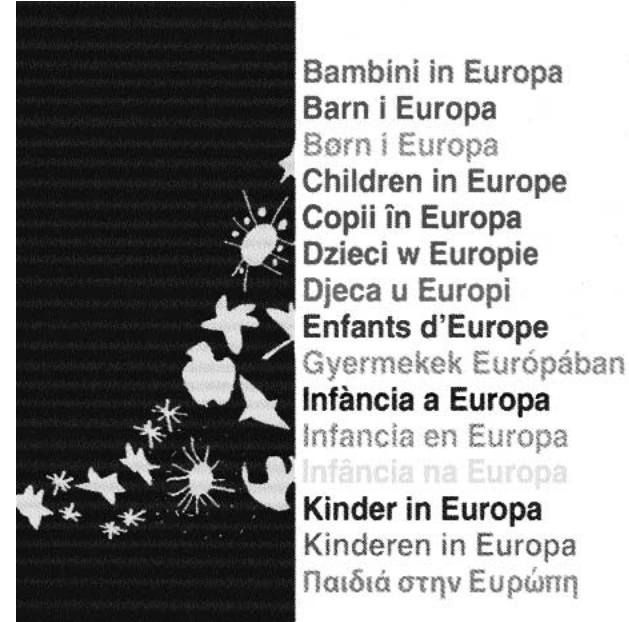 Bambini in Europa
Barn i Europa
Børn i Europa
Children in Europe
Copii în Europa
Dzieci w Europie
Djeca u Europi
Enfants d'Europe
Gyermekek Európában
Infància a Europa
Infancia en Europa
Infância na Europa
Kinder in Europa
Kinderen in Europa
Παιδιά στην Ευρώπη